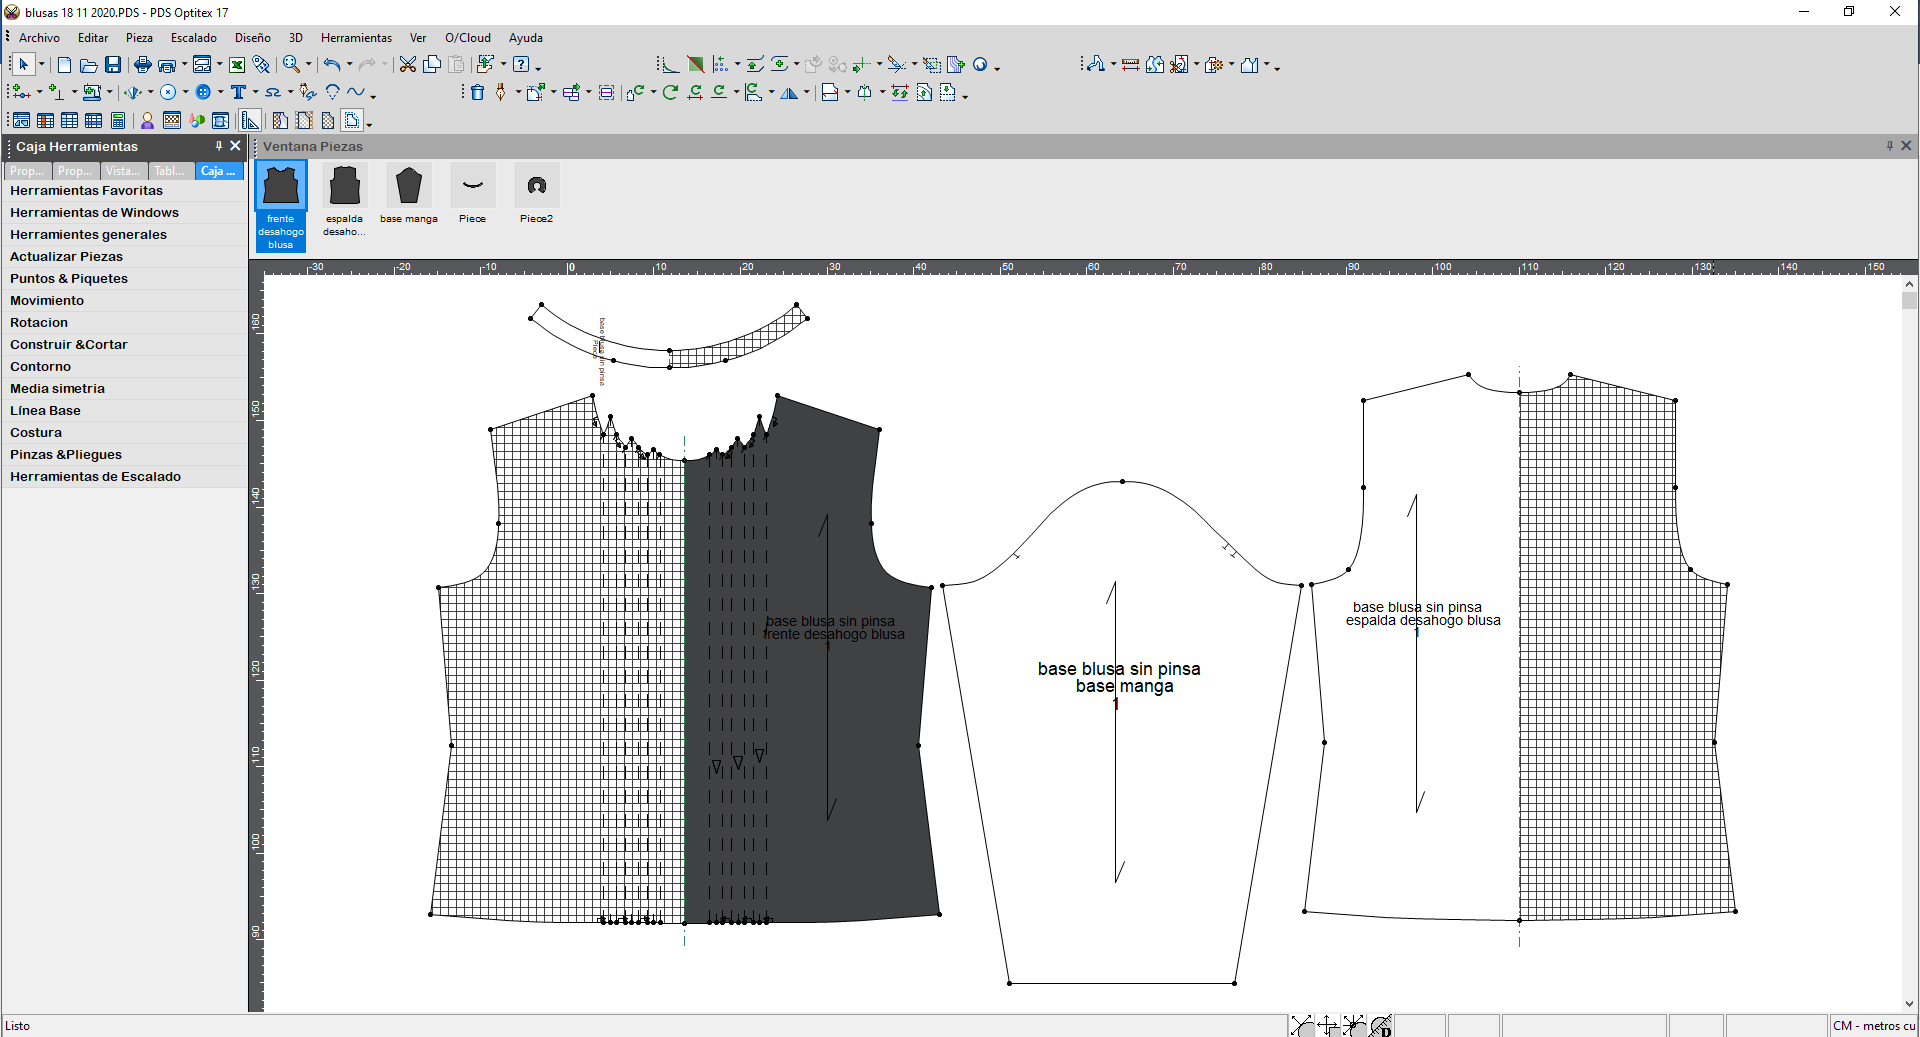 blusas 18 11 2020.PDS - PDS Optitex 17
Archivo Editar Pieza Escalado Diseño 3D Herramientas Ver O/Cloud Ayuda
Caja Herramientas
Prop... Prop... Vista... Tabl... Caja ...
Herramientas Favoritas
Herramientas de Windows
Herramientes generales
Actualizar Piezas
Puntos & Piquetes
Movimiento
Rotacion
Construir &Cortar
Contorno
Media simetria
Línea Base
Costura
Pinzas &Pliegues
Herramientas de Escalado
Ventana Piezas
frente
desahogo
blusa
espalda
desaho...
base manga
Piece
Piece2
-30 -20 -10 0 10 20 30 40 50 60 70 80 90 100 110 120 130 140 150
160
150
140
130
120
110
100
90
base blusa sin pinsa
Piece
base blusa sin pinsa
frente desahogo blusa
1
base blusa sin pinsa
base manga
1
base blusa sin pinsa
espalda desahogo blusa
1
Listo
CM - metros cu